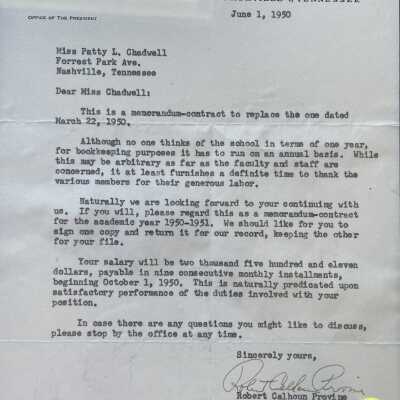 OFFICE OF THE PRESIDENT
TENNESSEE
June 1, 1950
Miss Patty L. Chadwell
Forrest Park Ave.
Nashville, Tennessee
Dear Miss Chadwell:
This is a memorandum-contract to replace the one dated
March 22, 1950.
Although no one thinks of the school in terms of one year,
for bookkeeping purposes it has to run on an annual basis. While
this may be arbitrary as far as the faculty and staff are
concerned, it at least furnishes a definite time to thank the
various members for their generous labor.
Naturally we are looking forward to your continuing with
us. If you will, please regard this as a memorandum-contract
for the academic year 1950-1951. We should like for you to
sign one copy and return it for our record, keeping the other
for your file.
Your salary will be two thousand five hundred and eleven
dollars, payable in nine consecutive monthly installments,
beginning October 1, 1950. This is naturally predicated upon
satisfactory performance of the duties involved with your
position.
In case there are any questions you might like to discuss,
please stop by the office at any time.
Sincerely yours,
Robert Calhoun Provine
Robert Calhoun Provine